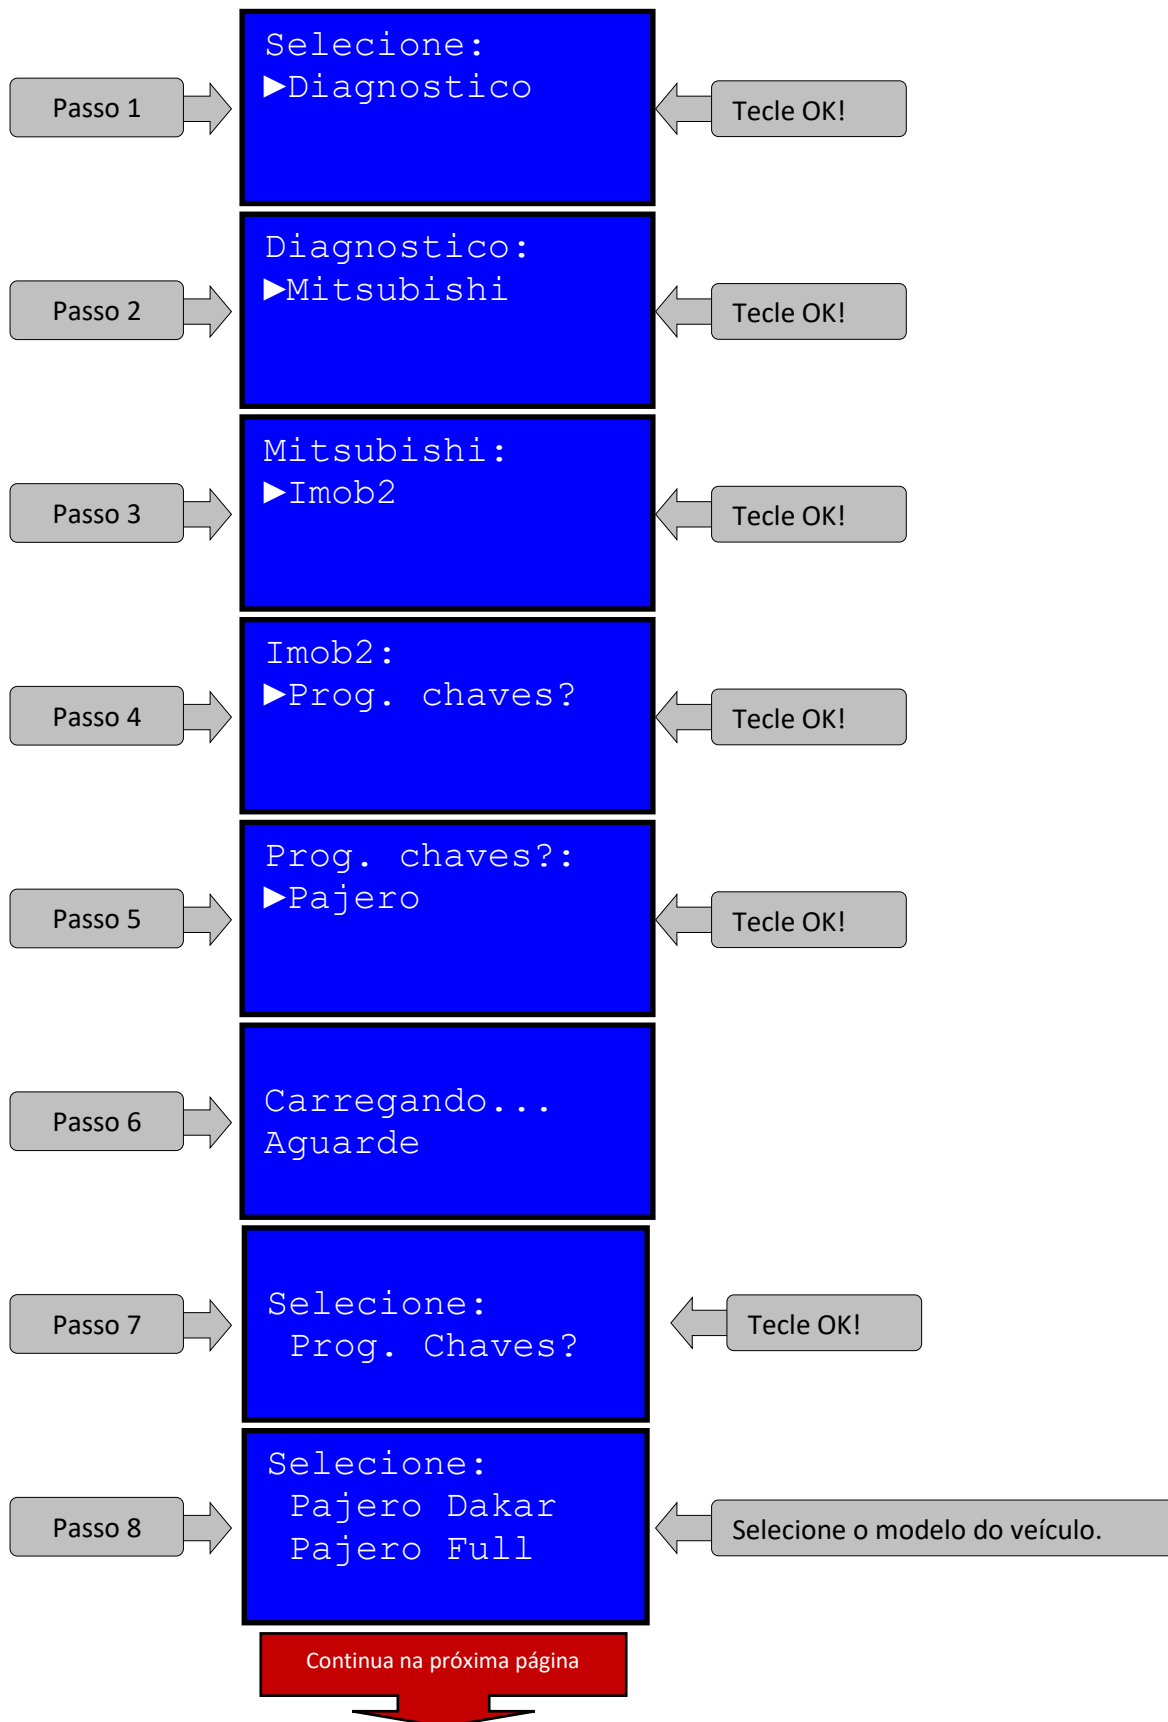 Selecione:
►Diagnostico
Passo 1
Tecle OK!
Diagnostico:
►Mitsubishi
Passo 2
Tecle OK!
Mitsubishi:
►Imob2
Passo 3
Tecle OK!
Imob2:
►Prog. chaves?
Passo 4
Tecle OK!
Prog. chaves?:
►Pajero
Passo 5
Tecle OK!
Carregando...
Aguarde
Passo 6
Selecione:
Prog. Chaves?
Passo 7
Tecle OK!
Selecione:
Pajero Dakar
Pajero Full
Passo 8
Selecione o modelo do veículo.
Continua na próxima página